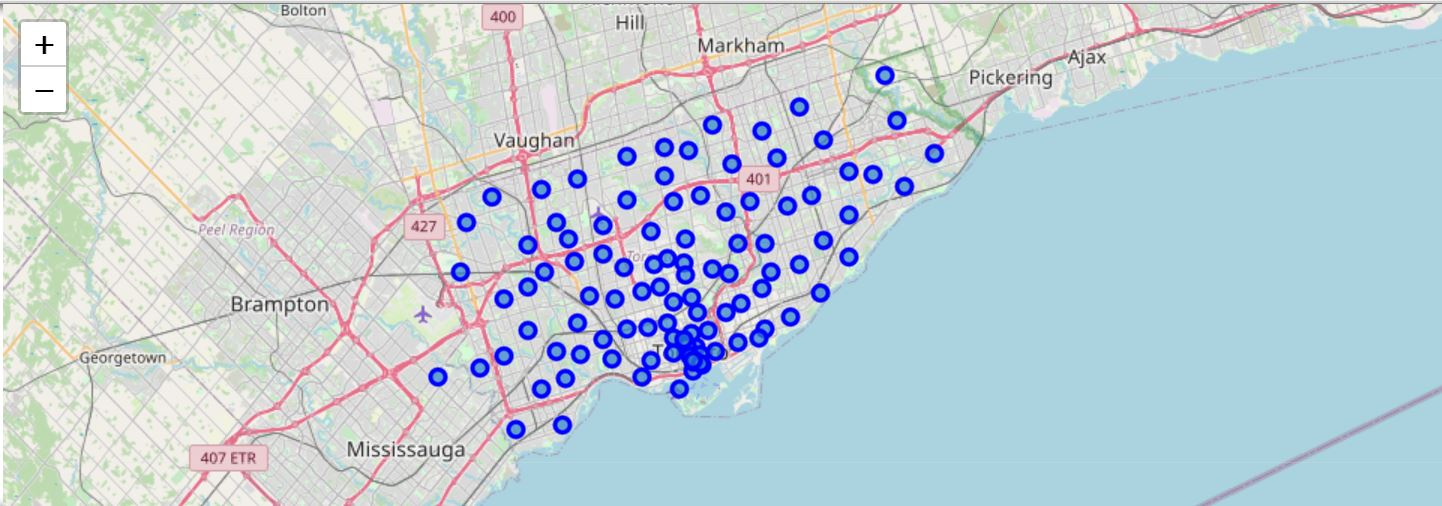 +
−
Bolton
400
Hill
Markham
Ajax
Pickering
Vaughan
401
427
Peel Region
Brampton
Georgetown
Mississauga
407 ETR